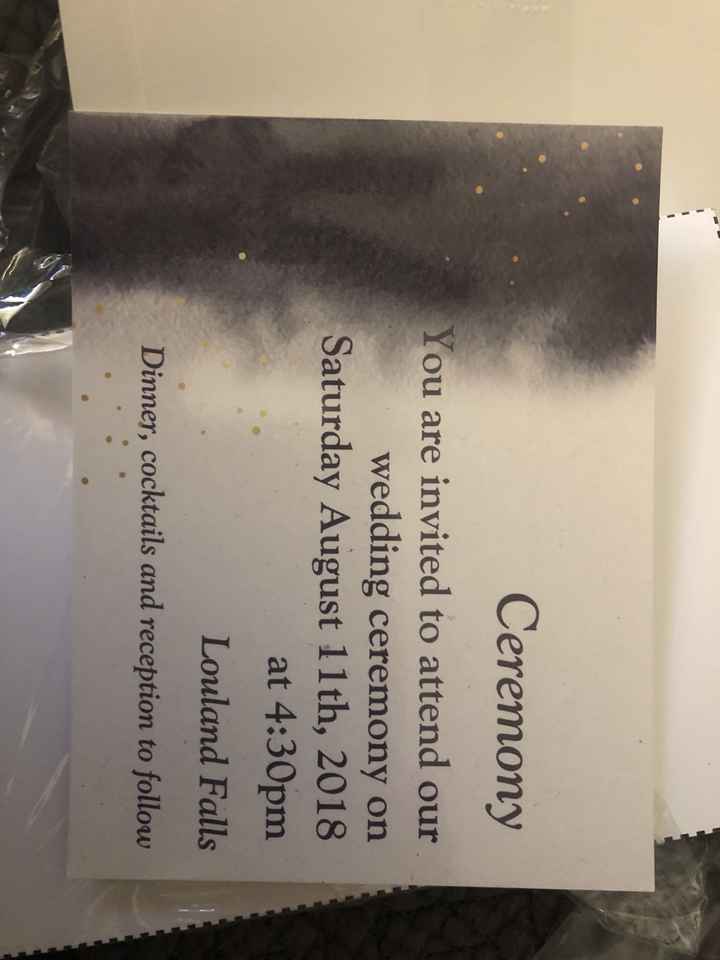 Ceremony
You are invited to attend our
wedding ceremony on
Saturday August 11th, 2018
at 4:30pm
Louland Falls
Dinner, cocktails and reception to follow